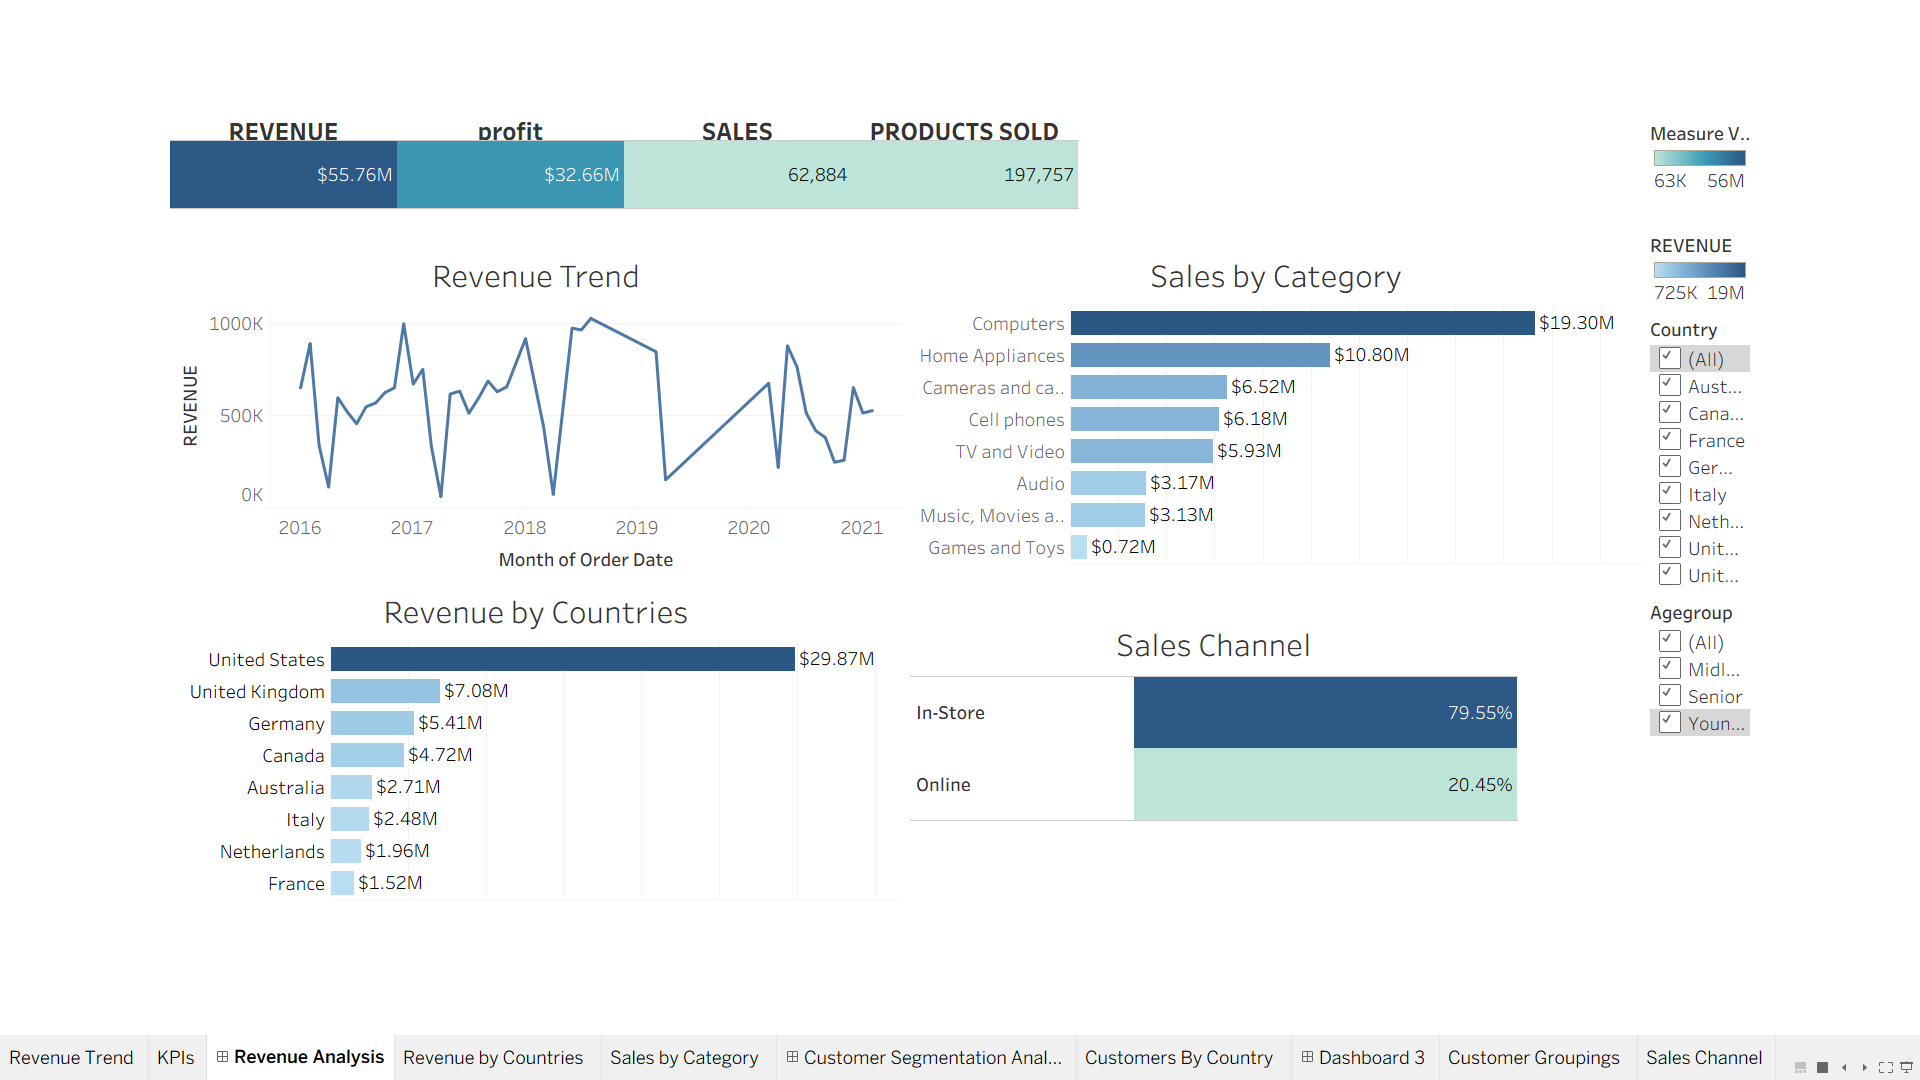 REVENUE profit SALES PRODUCTS SOLD
$55.76M $32.66M 62,884 197,757
Measure V..
63K 56M
REVENUE
725K 19M
Country
(All)
Aust...
Cana...
France
Ger...
Italy
Neth...
Unit...
Unit...
Agegroup
(All)
Midl...
Senior
Youn...
Revenue Trend
REVENUE
1000K
500K
0K
2016 2017 2018 2019 2020 2021
Month of Order Date
Sales by Category
Computers $19.30M
Home Appliances $10.80M
Cameras and ca.. $6.52M
Cell phones $6.18M
TV and Video $5.93M
Audio $3.17M
Music, Movies a.. $3.13M
Games and Toys $0.72M
Revenue by Countries
United States $29.87M
United Kingdom $7.08M
Germany $5.41M
Canada $4.72M
Australia $2.71M
Italy $2.48M
Netherlands $1.96M
France $1.52M
Sales Channel
In-Store 79.55%
Online 20.45%
Revenue Trend KPIs Revenue Analysis Revenue by Countries Sales by Category Customer Segmentation Anal... Customers By Country Dashboard 3 Customer Groupings Sales Channel